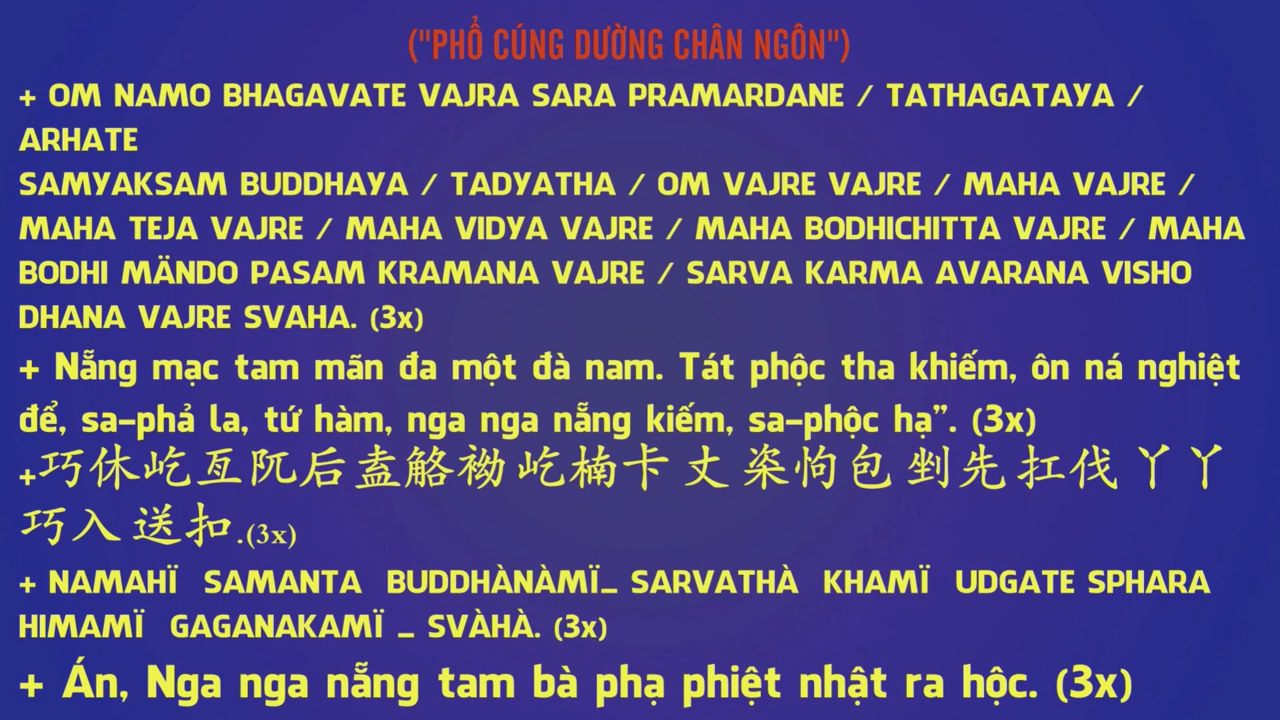 ("PHỔ CÚNG DƯỜNG CHÂN NGÔN")
+ OM NAMO BHAGAVATE VAJRA SARA PRAMARDANE / TATHAGATAYA /
ARHATE
SAMYAKSAM BUDDHAYA / TADYATHA / OM VAJRE VAJRE / MAHA VAJRE /
MAHA TEJA VAJRE / MAHA VIDYA VAJRE / MAHA BODHICHITTA VAJRE / MAHA
BODHI MÄNDO PASAM KRAMANA VAJRE / SARVA KARMA AVARANA VISHO
DHANA VAJRE SVAHA. (3x)
+ Nẵng mạc tam mãn đa một đà nam. Tát phộc tha khiếm, ôn ná nghiệt
để, sa-phả la, tứ hàm, nga nga nẵng kiếm, sa-phộc hạ”. (3x)
+巧休屹亙阢后盍觡袎屹楠卡丈栥怐包剉先扛伐丫丫
巧入送扣.(3x)
+ NAMAHÏ SAMANTA BUDDHÀNÀMÏ_ SARVATHÀ KHAMÏ UDGATE SPHARA
HIMAMÏ GAGANAKAMÏ _ SVÀHÀ. (3x)
+ Án, Nga nga nẵng tam bà phạ phiệt nhật ra hộc. (3x)